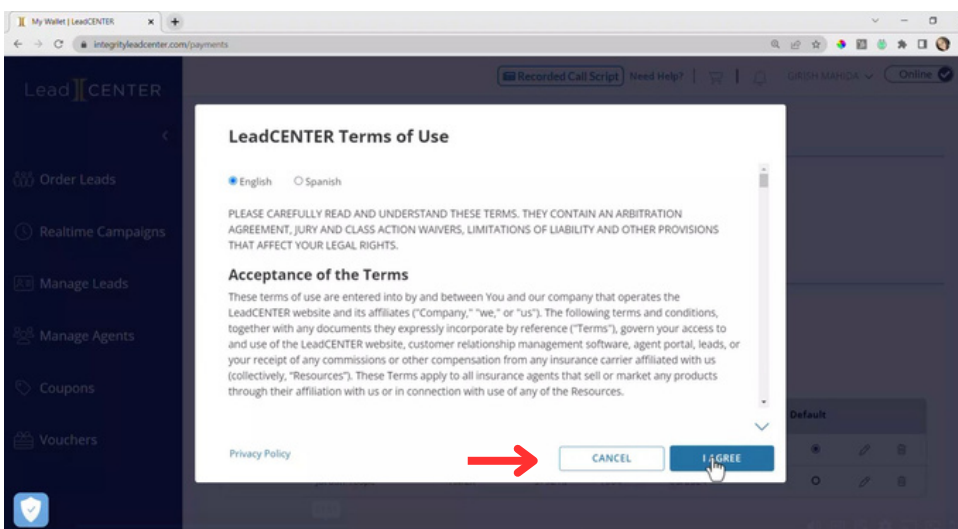 My Wallet | LeadCENTER
integrityleadcenter.com/payments
Lead CENTER
Recorded Call Script Need Help? GIRISH MAHIDA Online
LeadCENTER Terms of Use
English Spanish
PLEASE CAREFULLY READ AND UNDERSTAND THESE TERMS. THEY CONTAIN AN ARBITRATION
AGREEMENT, JURY AND CLASS ACTION WAIVERS, LIMITATIONS OF LIABILITY AND OTHER PROVISIONS
THAT AFFECT YOUR LEGAL RIGHTS.
Acceptance of the Terms
These terms of use are entered into by and between You and our company that operates the
LeadCENTER website and its affiliates ("Company," "we," or "us"). The following terms and conditions,
together with any documents they expressly incorporate by reference ("Terms"), govern your access to
and use of the LeadCENTER website, customer relationship management software, agent portal, leads, or
your receipt of any commissions or other compensation from any insurance carrier affiliated with us
(collectively, "Resources"). These Terms apply to all insurance agents that sell or market any products
through their affiliation with us or in connection with use of any of the Resources.
Privacy Policy
CANCEL
I AGREE
Order Leads
Realtime Campaigns
Manage Leads
Manage Agents
Coupons
Vouchers
Default